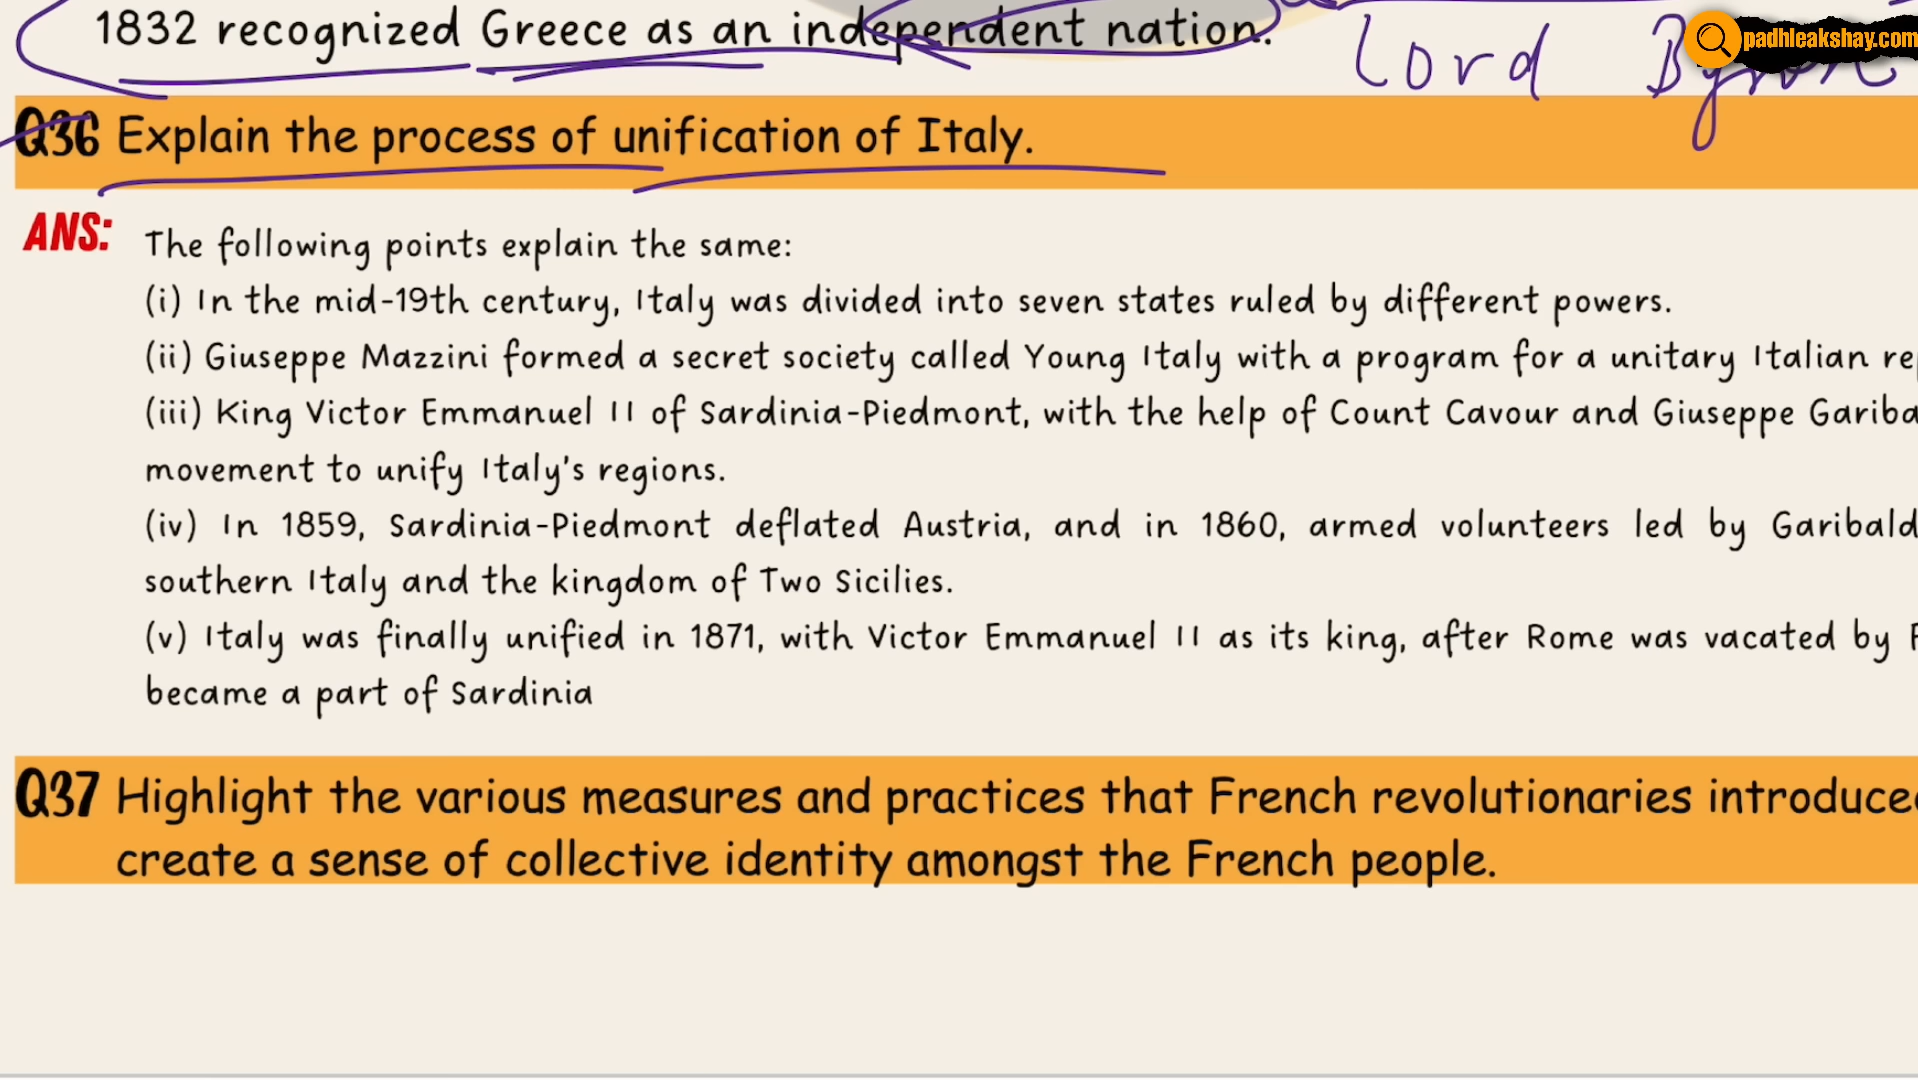 1832 recognized Greece as an independent nation.
Lord Byron
padhleakshay.com
Q36 Explain the process of unification of Italy.
ANS: The following points explain the same:
(i) In the mid-19th century, Italy was divided into seven states ruled by different powers.
(ii) Giuseppe Mazzini formed a secret society called Young Italy with a program for a unitary Italian re
(iii) King Victor Emmanuel II of Sardinia-Piedmont, with the help of Count Cavour and Giuseppe Gariba
movement to unify Italy's regions.
(iv) In 1859, Sardinia-Piedmont deflated Austria, and in 1860, armed volunteers led by Garibald
southern Italy and the kingdom of Two Sicilies.
(v) Italy was finally unified in 1871, with Victor Emmanuel II as its king, after Rome was vacated by F
became a part of Sardinia
Q37 Highlight the various measures and practices that French revolutionaries introduced
create a sense of collective identity amongst the French people.